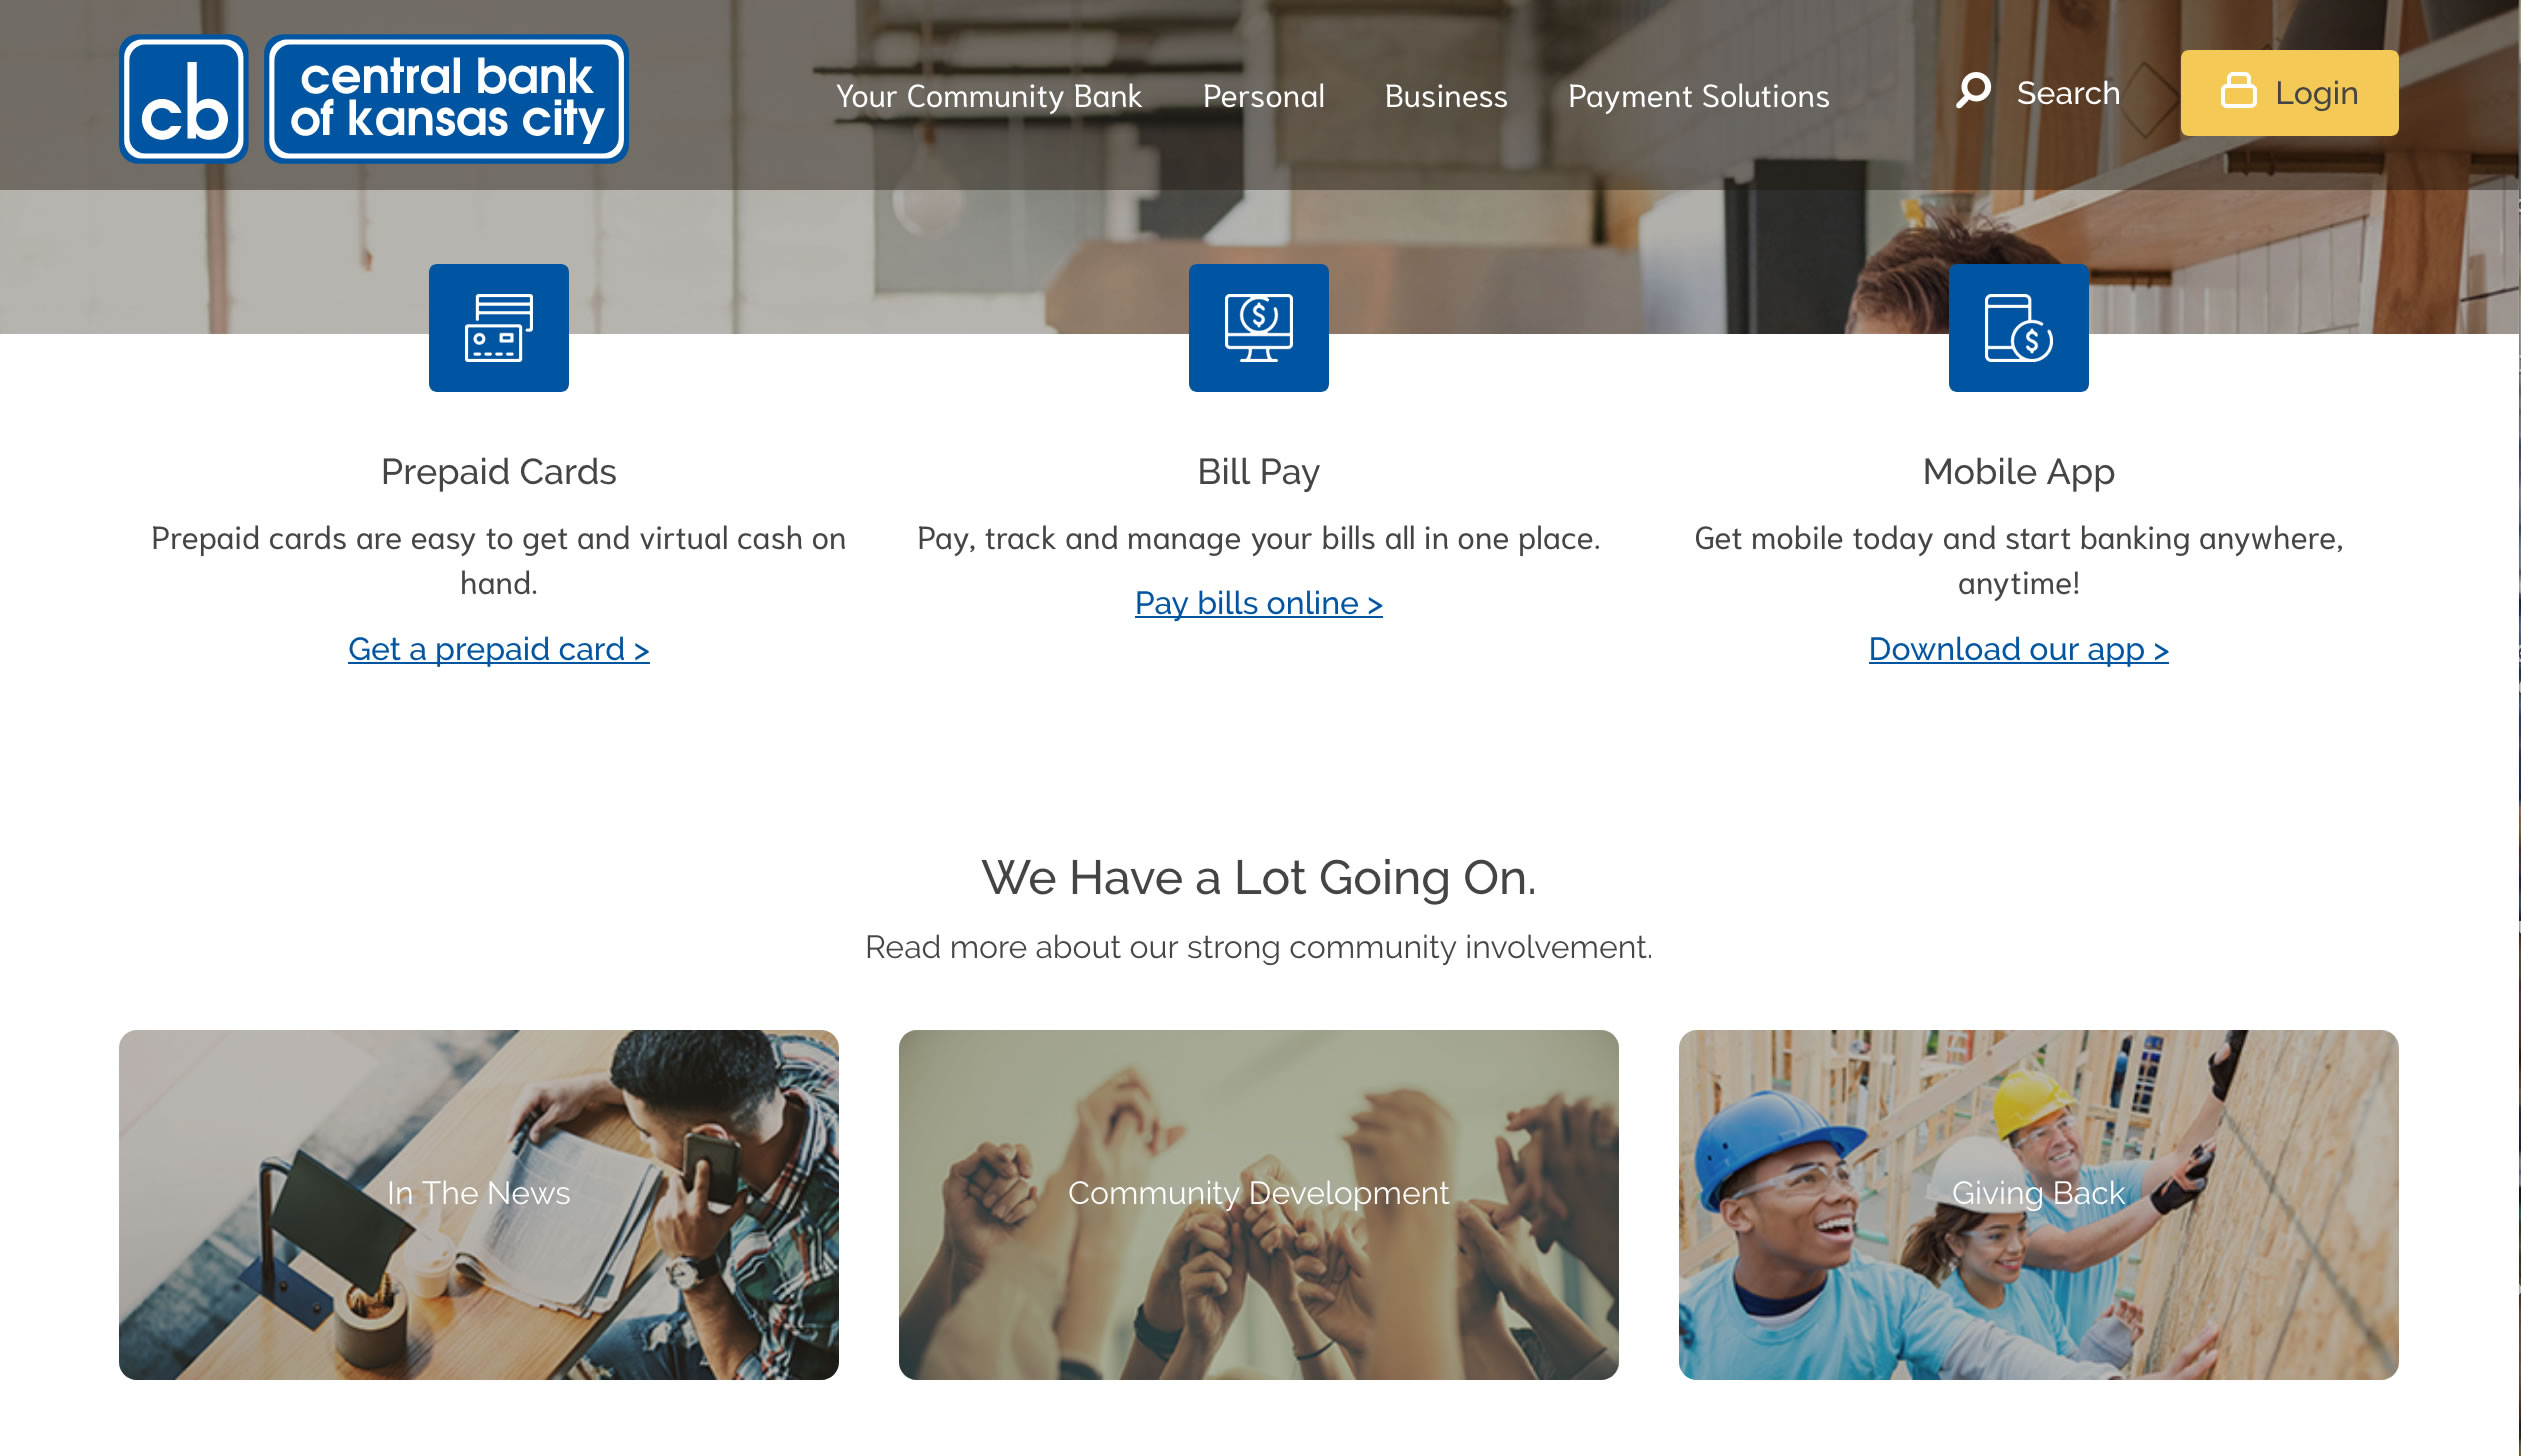 cb
central bank
of kansas city
Your Community Bank
Personal
Business
Payment Solutions
Search
Login
Prepaid Cards
Prepaid cards are easy to get and virtual cash on
hand.
Get a prepaid card >
Bill Pay
Pay, track and manage your bills all in one place.
Pay bills online >
Mobile App
Get mobile today and start banking anywhere,
anytime!
Download our app >
We Have a Lot Going On.
Read more about our strong community involvement.
In The News
Community Development
Giving Back